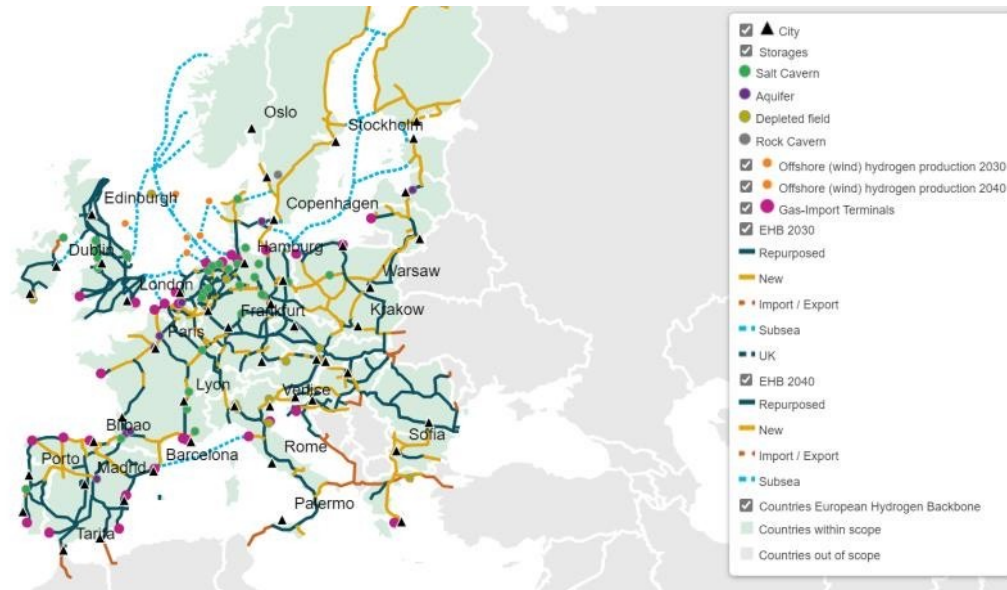 Oslo
Stockholm
Edinburgh
Copenhagen
Dublin
Hamburg
London
Warsaw
Frankfurt
Krakow
Paris
Lyon
Venice
Bilbao
Sofia
Porto
Madrid
Barcelona
Rome
Palermo
Tarifa
City
Storages
Salt Cavern
Aquifer
Depleted field
Rock Cavern
Offshore (wind) hydrogen production 2030
Offshore (wind) hydrogen production 2040
Gas-Import Terminals
EHB 2030
Repurposed
New
Import / Export
Subsea
UK
EHB 2040
Repurposed
New
Import / Export
Subsea
Countries European Hydrogen Backbone
Countries within scope
Countries out of scope